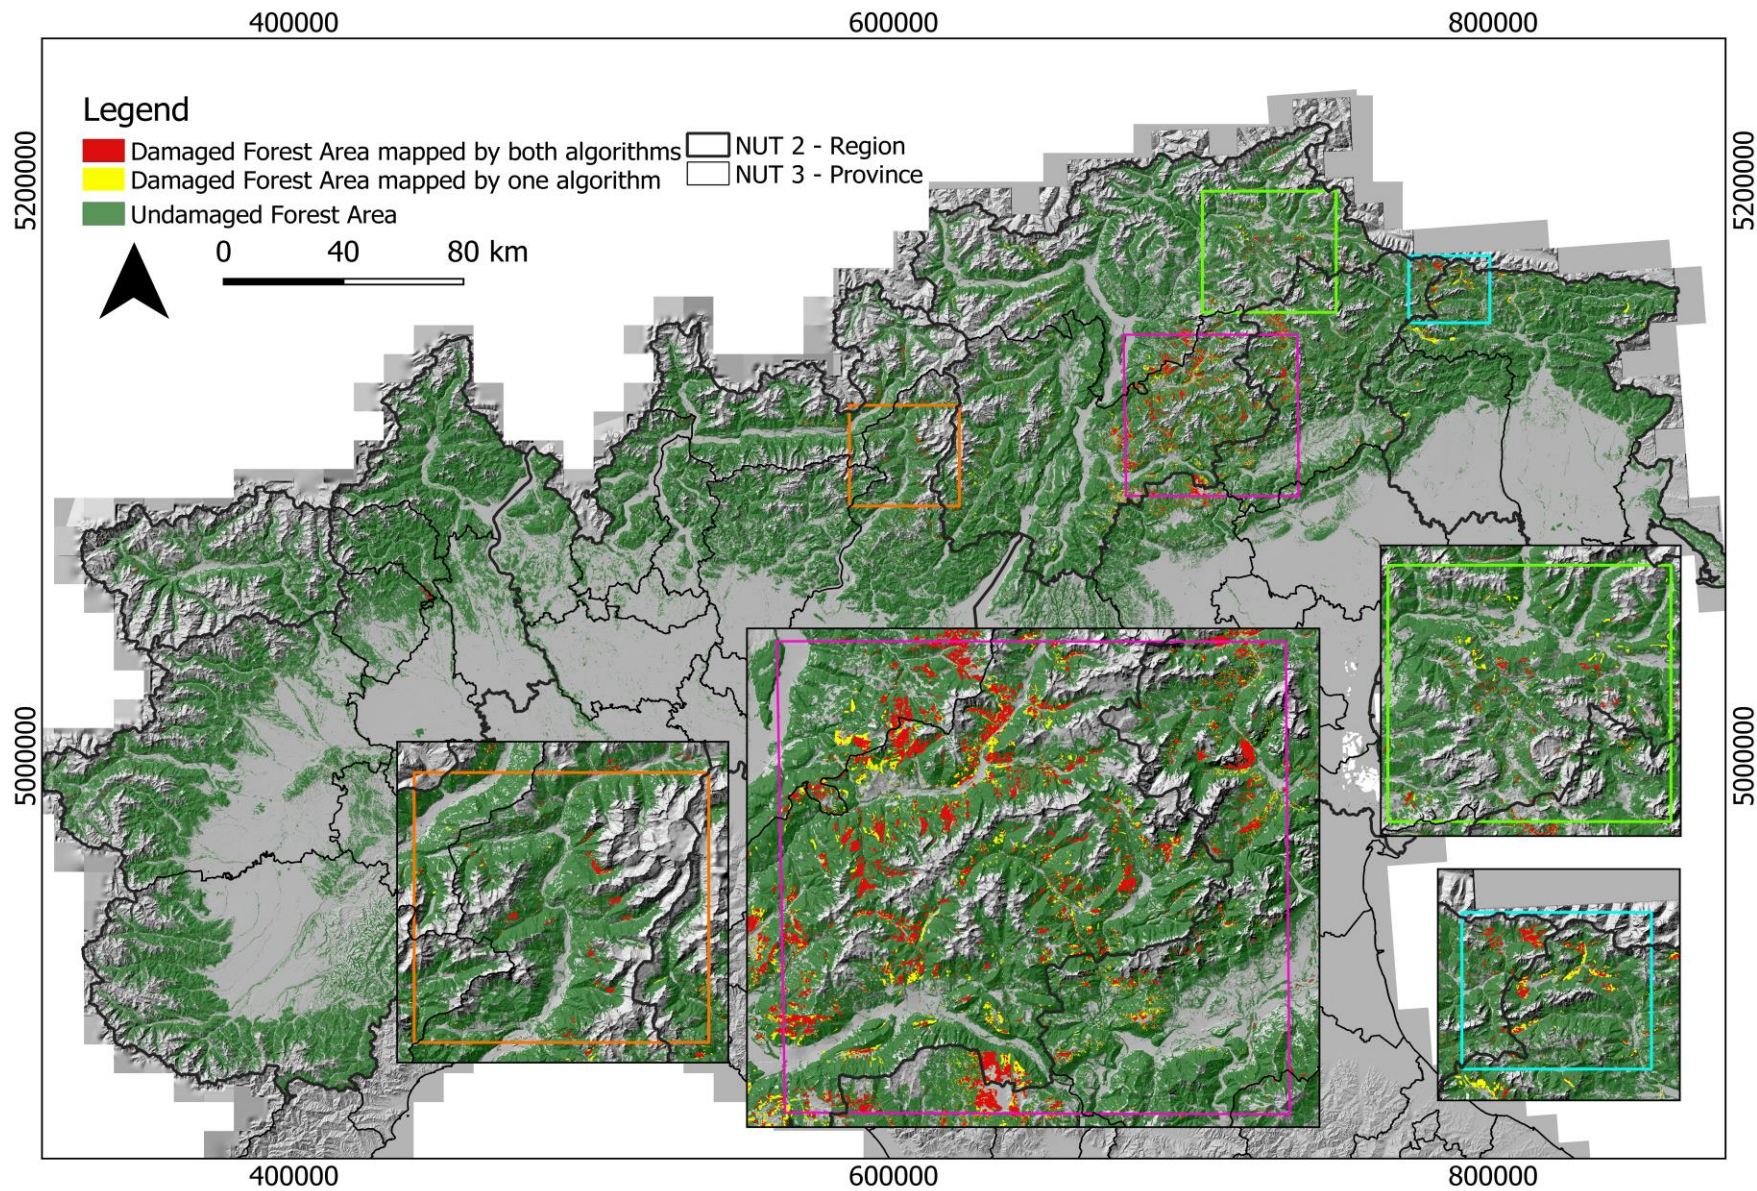 400000 600000 800000
Legend
Damaged Forest Area mapped by both algorithms
Damaged Forest Area mapped by one algorithm
Undamaged Forest Area
NUT 2 - Region
NUT 3 - Province
0 40 80 km
5200000
5200000
5000000
5000000
400000 600000 800000